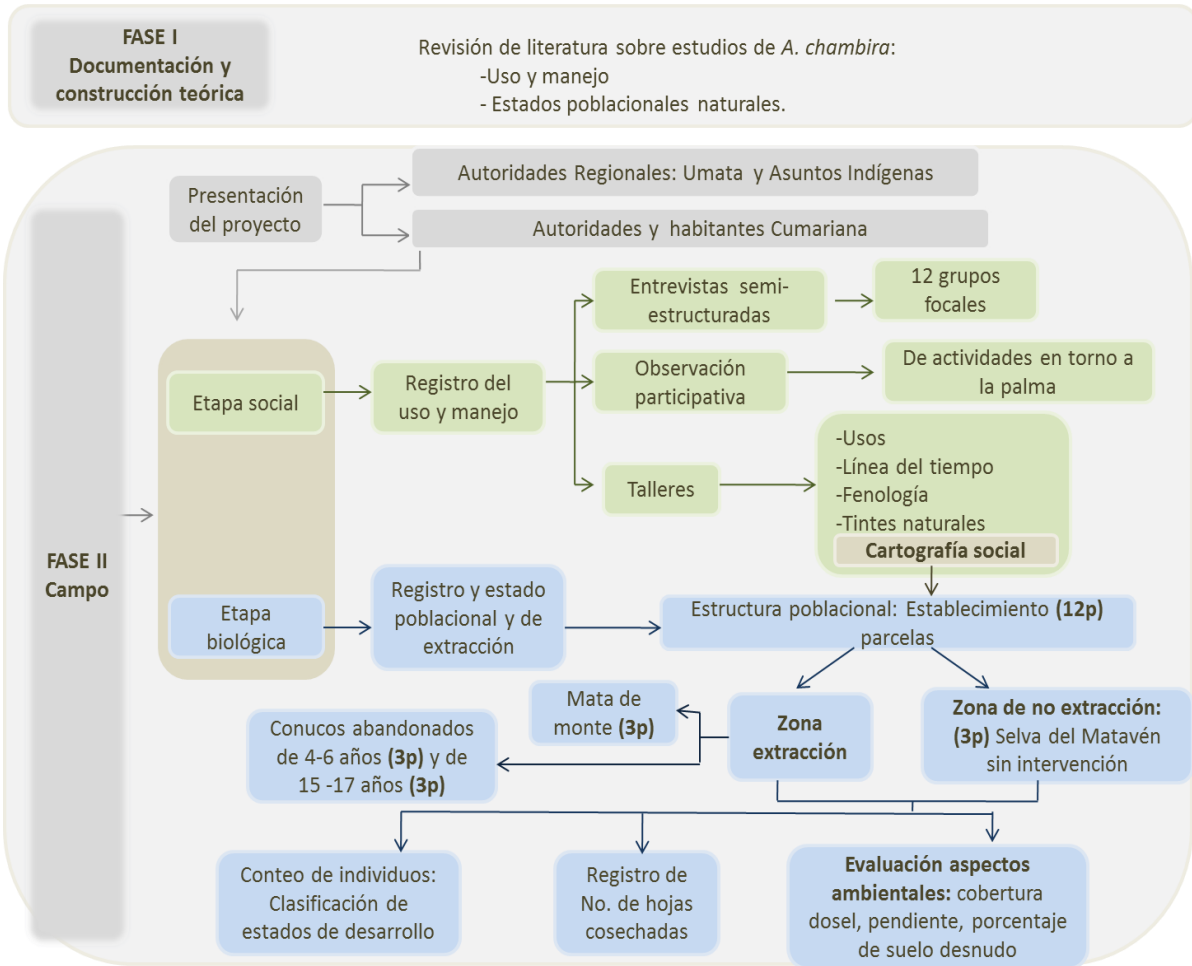 FASE I
Documentación y
construcción teórica
Revisión de literatura sobre estudios de A. chambira:
-Uso y manejo
- Estados poblacionales naturales.
FASE II
Campo
Presentación
del proyecto
Autoridades Regionales: Umata y Asuntos Indígenas
Autoridades y habitantes Cumariana
Etapa social
Registro del
uso y manejo
Entrevistas semi-
estructuradas
12 grupos
focales
Observación
participativa
De actividades en torno a
la palma
Talleres
-Usos
-Línea del tiempo
-Fenología
-Tintes naturales
Cartografía social
Etapa
biológica
Registro y estado
poblacional y de
extracción
Estructura poblacional: Establecimiento (12p)
parcelas
Mata de
monte (3p)
Conucos abandonados
de 4-6 años (3p) y de
15 -17 años (3p)
Zona
extracción
Zona de no extracción:
(3p) Selva del Matavén
sin intervención
Conteo de individuos:
Clasificación de
estados de desarrollo
Registro de
No. de hojas
cosechadas
Evaluación aspectos
ambientales: cobertura
dosel, pendiente, porcentaje
de suelo desnudo